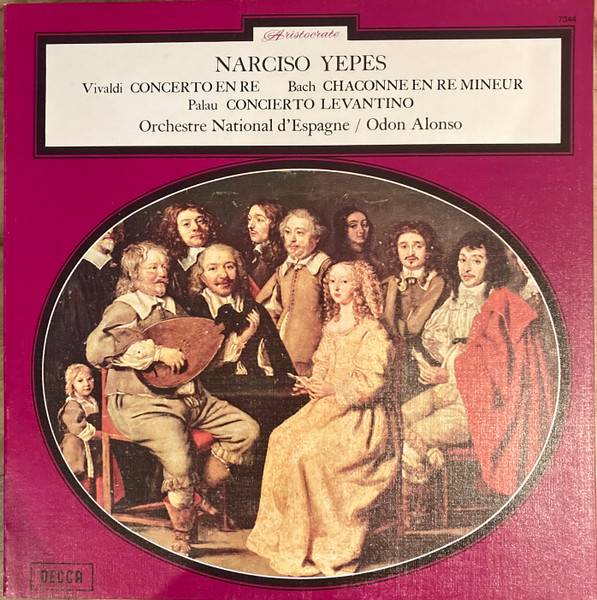 7344
Aristocrate
NARCISO YEPES
Vivaldi CONCERTO EN RE Bach CHACONNE EN RE MINEUR
Palau CONCIERTO LEVANTINO
Orchestre National d'Espagne / Odon Alonso
DECCA